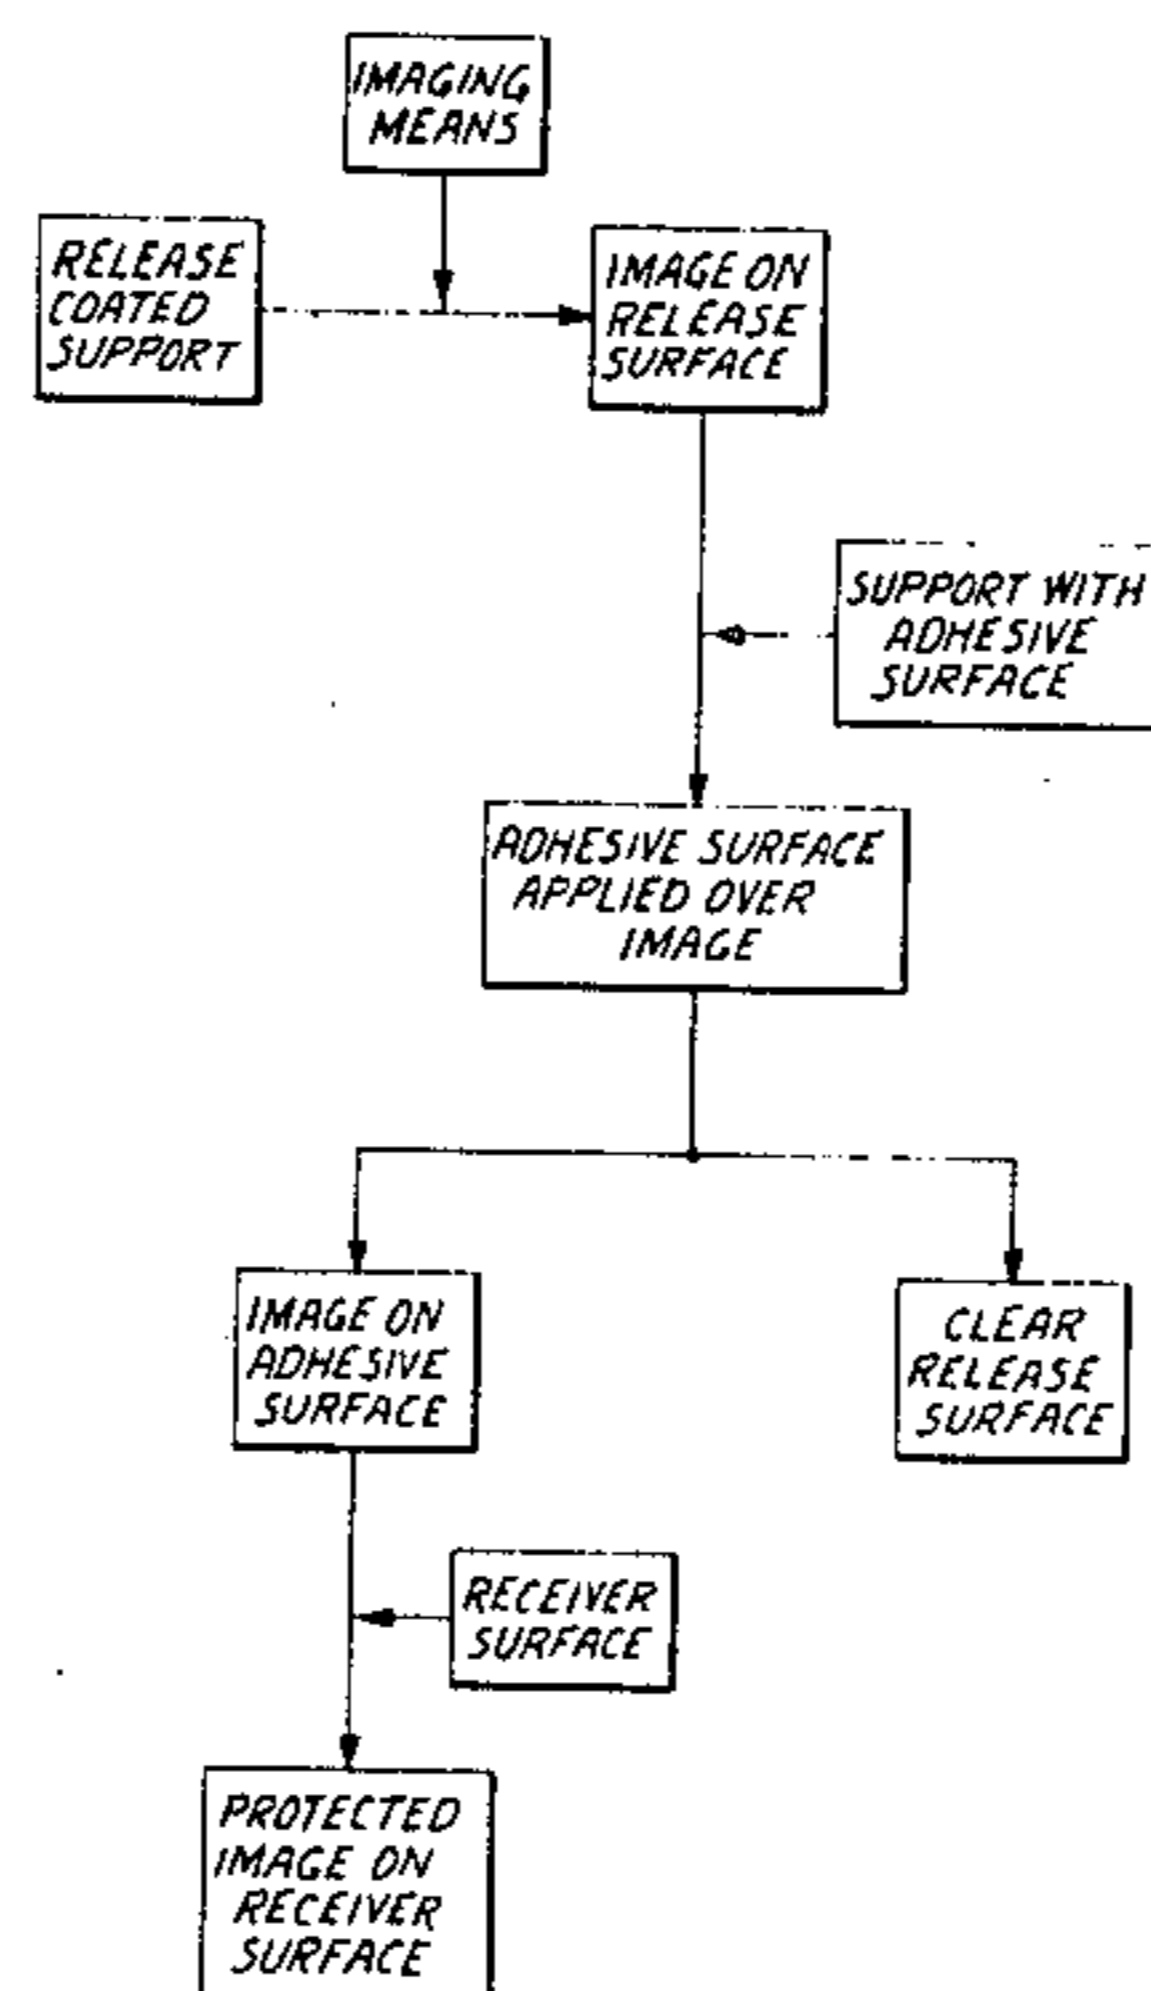 IMAGING
MEANS
RELEASE
COATED
SUPPORT
IMAGE ON
RELEASE
SURFACE
SUPPORT WITH
ADHESIVE
SURFACE
ADHESIVE SURFACE
APPLIED OVER
IMAGE
IMAGE ON
ADHESIVE
SURFACE
CLEAR
RELEASE
SURFACE
RECEIVER
SURFACE
PROTECTED
IMAGE ON
RECEIVER
SURFACE